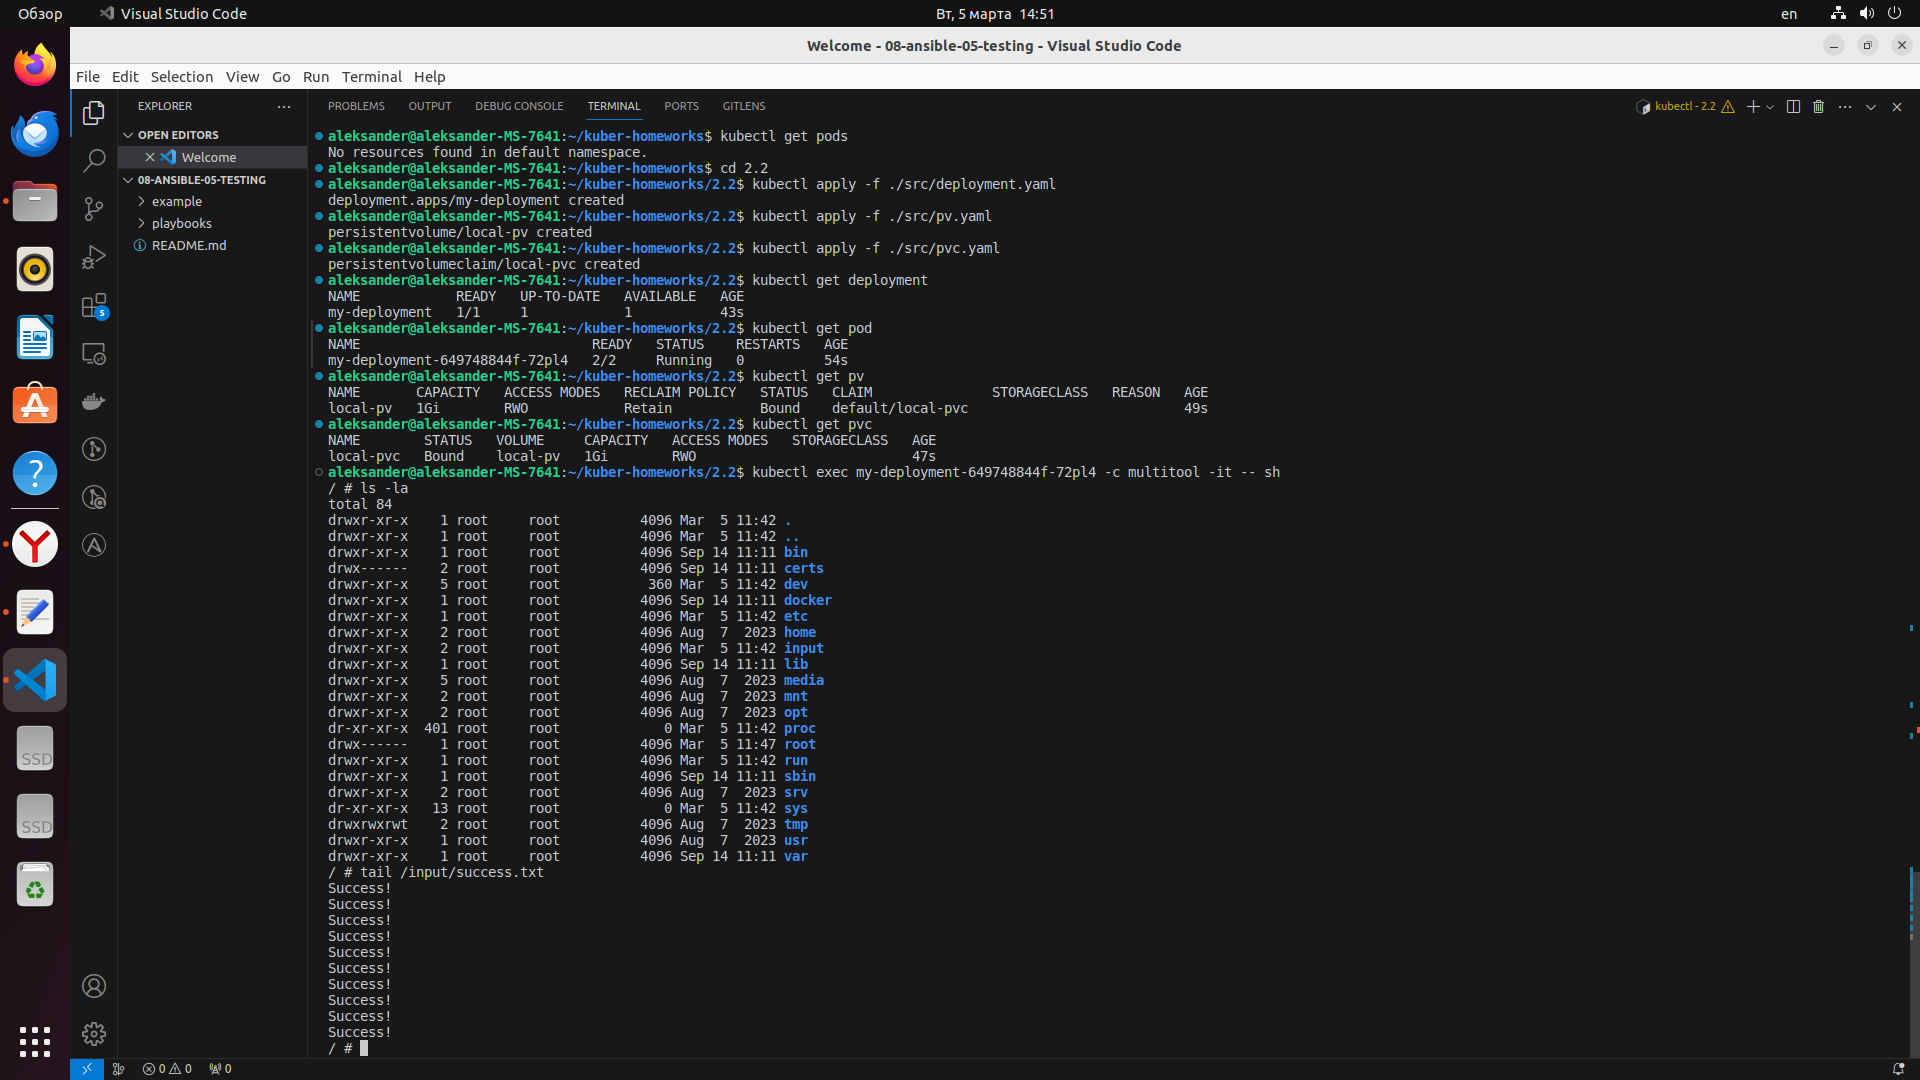 Обзор
Visual Studio Code
Вт, 5 марта 14:51
en
Welcome - 08-ansible-05-testing - Visual Studio Code
File Edit Selection View Go Run Terminal Help
EXPLORER
OPEN EDITORS
Welcome
08-ANSIBLE-05-TESTING
example
playbooks
README.md
5
SSD
SSD
PROBLEMS OUTPUT DEBUG CONSOLE TERMINAL PORTS GITLENS
kubectl - 2.2
aleksander@aleksander-MS-7641:~/kuber-homeworks$ kubectl get pods
No resources found in default namespace.
aleksander@aleksander-MS-7641:~/kuber-homeworks$ cd 2.2
aleksander@aleksander-MS-7641:~/kuber-homeworks/2.2$ kubectl apply -f ./src/deployment.yaml
deployment.apps/my-deployment created
aleksander@aleksander-MS-7641:~/kuber-homeworks/2.2$ kubectl apply -f ./src/pv.yaml
persistentvolume/local-pv created
aleksander@aleksander-MS-7641:~/kuber-homeworks/2.2$ kubectl apply -f ./src/pvc.yaml
persistentvolumeclaim/local-pvc created
aleksander@aleksander-MS-7641:~/kuber-homeworks/2.2$ kubectl get deployment
NAME            READY   UP-TO-DATE   AVAILABLE   AGE
my-deployment   1/1     1            1           43s
aleksander@aleksander-MS-7641:~/kuber-homeworks/2.2$ kubectl get pod
NAME                             READY   STATUS    RESTARTS   AGE
my-deployment-649748844f-72pl4   2/2     Running   0          54s
aleksander@aleksander-MS-7641:~/kuber-homeworks/2.2$ kubectl get pv
NAME       CAPACITY   ACCESS MODES   RECLAIM POLICY   STATUS   CLAIM               STORAGECLASS   REASON   AGE
local-pv   1Gi        RWO            Retain           Bound    default/local-pvc                           49s
aleksander@aleksander-MS-7641:~/kuber-homeworks/2.2$ kubectl get pvc
NAME        STATUS   VOLUME     CAPACITY   ACCESS MODES   STORAGECLASS   AGE
local-pvc   Bound    local-pv   1Gi        RWO                           47s
aleksander@aleksander-MS-7641:~/kuber-homeworks/2.2$ kubectl exec my-deployment-649748844f-72pl4 -c multitool -it -- sh
/ # ls -la
total 84
drwxr-xr-x    1 root     root          4096 Mar  5 11:42 .
drwxr-xr-x    1 root     root          4096 Mar  5 11:42 ..
drwxr-xr-x    1 root     root          4096 Sep 14 11:11 bin
drwx------    2 root     root          4096 Sep 14 11:11 certs
drwxr-xr-x    5 root     root           360 Mar  5 11:42 dev
drwxr-xr-x    1 root     root          4096 Sep 14 11:11 docker
drwxr-xr-x    1 root     root          4096 Mar  5 11:42 etc
drwxr-xr-x    2 root     root          4096 Aug  7  2023 home
drwxr-xr-x    2 root     root          4096 Mar  5 11:42 input
drwxr-xr-x    1 root     root          4096 Sep 14 11:11 lib
drwxr-xr-x    5 root     root          4096 Aug  7  2023 media
drwxr-xr-x    2 root     root          4096 Aug  7  2023 mnt
drwxr-xr-x    2 root     root          4096 Aug  7  2023 opt
dr-xr-xr-x  401 root     root             0 Mar  5 11:42 proc
drwx------    1 root     root          4096 Mar  5 11:47 root
drwxr-xr-x    1 root     root          4096 Mar  5 11:42 run
drwxr-xr-x    1 root     root          4096 Sep 14 11:11 sbin
drwxr-xr-x    2 root     root          4096 Aug  7  2023 srv
dr-xr-xr-x   13 root     root             0 Mar  5 11:42 sys
drwxrwxrwt    2 root     root          4096 Aug  7  2023 tmp
drwxr-xr-x    1 root     root          4096 Aug  7  2023 usr
drwxr-xr-x    1 root     root          4096 Sep 14 11:11 var
/ # tail /input/success.txt
Success!
Success!
Success!
Success!
Success!
Success!
Success!
Success!
Success!
Success!
/ #
0 0 0